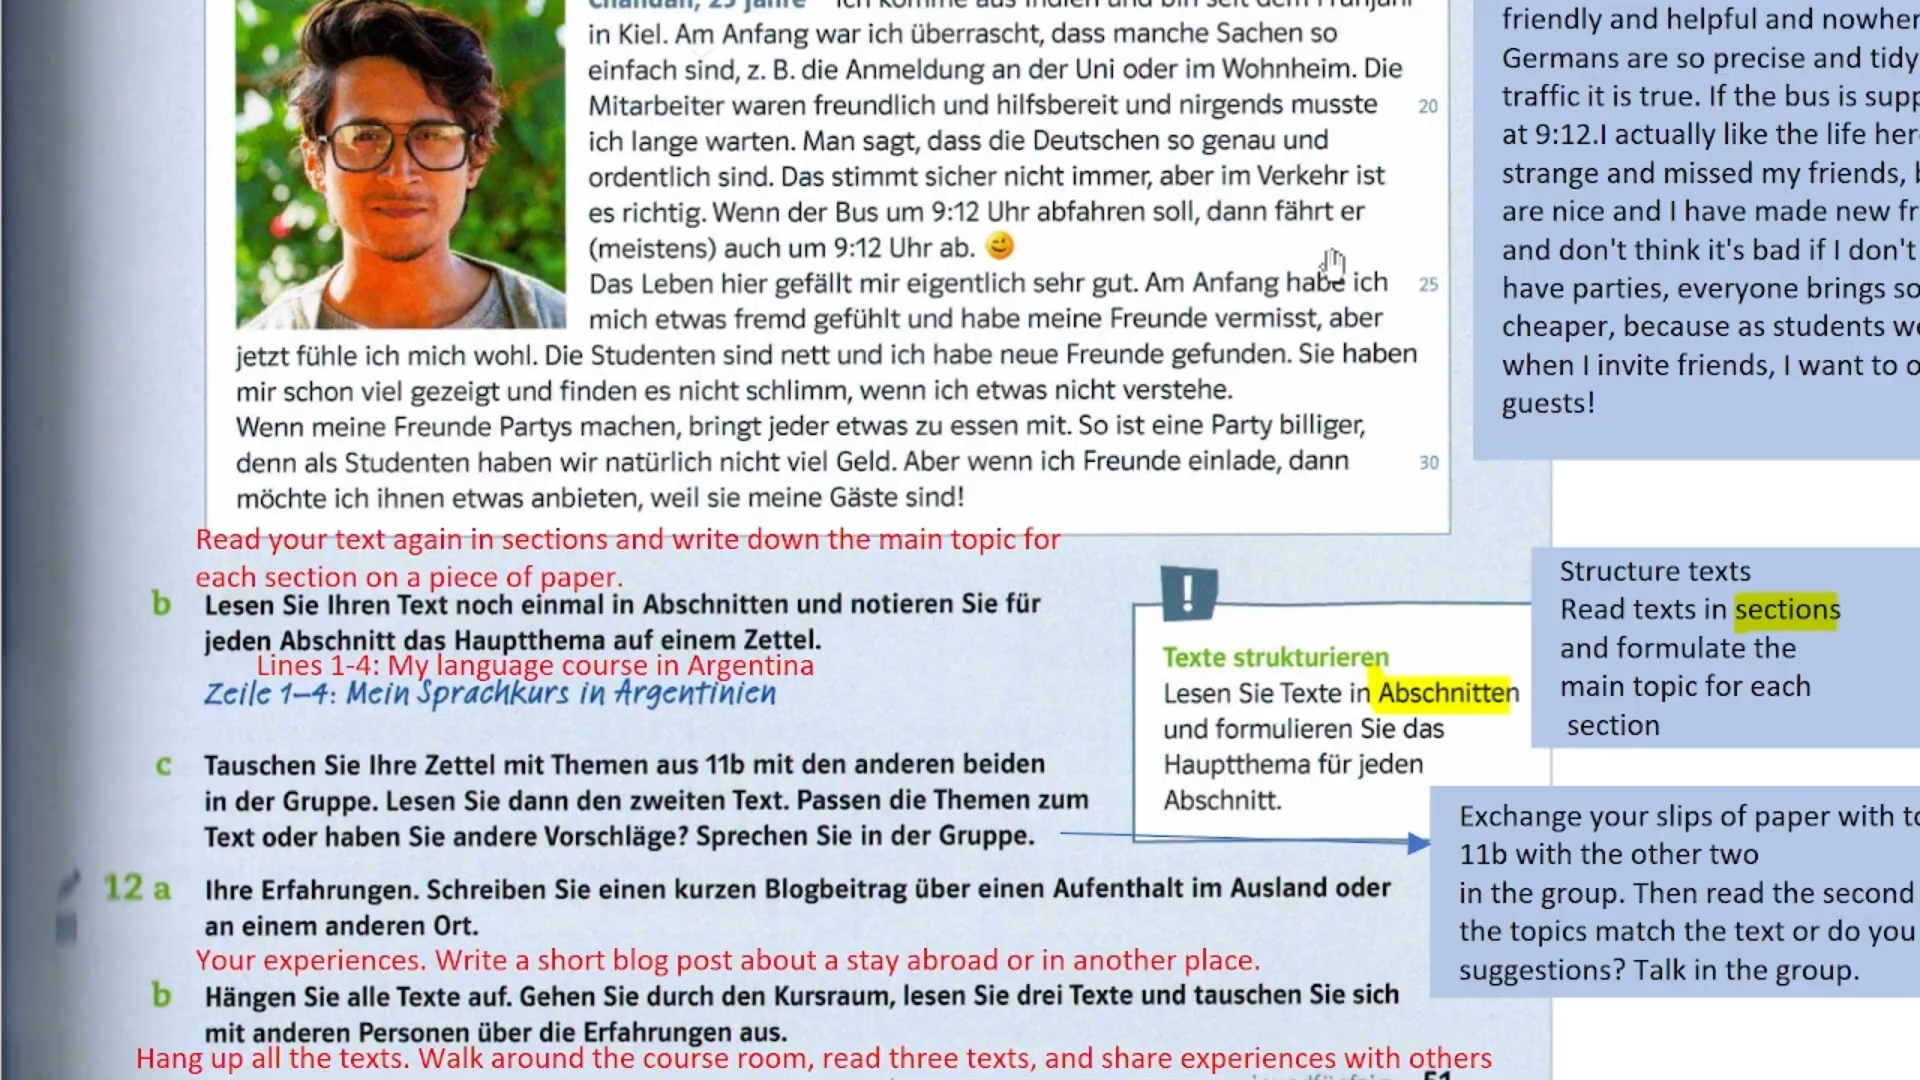 Chandan, 25 Jahre Ich komme aus Indien und bin seit dem Frühjahr
in Kiel. Am Anfang war ich überrascht, dass manche Sachen so
einfach sind, z. B. die Anmeldung an der Uni oder im Wohnheim. Die
Mitarbeiter waren freundlich und hilfsbereit und nirgends musste 20
ich lange warten. Man sagt, dass die Deutschen so genau und
ordentlich sind. Das stimmt sicher nicht immer, aber im Verkehr ist
es richtig. Wenn der Bus um 9:12 Uhr abfahren soll, dann fährt er
(meistens) auch um 9:12 Uhr ab.
Das Leben hier gefällt mir eigentlich sehr gut. Am Anfang habe ich 25
mich etwas fremd gefühlt und habe meine Freunde vermisst, aber
jetzt fühle ich mich wohl. Die Studenten sind nett und ich habe neue Freunde gefunden. Sie haben
mir schon viel gezeigt und finden es nicht schlimm, wenn ich etwas nicht verstehe.
Wenn meine Freunde Partys machen, bringt jeder etwas zu essen mit. So ist eine Party billiger,
denn als Studenten haben wir natürlich nicht viel Geld. Aber wenn ich Freunde einlade, dann 30
möchte ich ihnen etwas anbieten, weil sie meine Gäste sind!
friendly and helpful and
Germans are so precise and tidy
traffic it is true. If the bus is
at 9:12.I actually like the life
strange and missed my friends,
are nice and I have made new
and don't think it's bad if I don't
have parties, everyone brings
cheaper, because as students
when I invite friends, I want to
guests!
Read your text again in sections and write down the main topic for
each section on a piece of paper.
b Lesen Sie Ihren Text noch einmal in Abschnitten und notieren Sie für
jeden Abschnitt das Hauptthema auf einem Zettel.
Lines 1-4: My language course in Argentina
Zeile 1–4: Mein Sprachkurs in Argentinien
!
Texte strukturieren
Lesen Sie Texte in Abschnitten
und formulieren Sie das
Hauptthema für jeden
Abschnitt.
Structure texts
Read texts in sections
and formulate the
main topic for each
section
c Tauschen Sie Ihre Zettel mit Themen aus 11b mit den anderen beiden
in der Gruppe. Lesen Sie dann den zweiten Text. Passen die Themen zum
Text oder haben Sie andere Vorschläge? Sprechen Sie in der Gruppe.
Exchange your slips of paper with
11b with the other two
in the group. Then read the second
the topics match the text or do you
suggestions? Talk in the group.
12 a Ihre Erfahrungen. Schreiben Sie einen kurzen Blogbeitrag über einen Aufenthalt im Ausland oder
an einem anderen Ort.
Your experiences. Write a short blog post about a stay abroad or in another place.
b Hängen Sie alle Texte auf. Gehen Sie durch den Kursraum, lesen Sie drei Texte und tauschen Sie sich
mit anderen Personen über die Erfahrungen aus.
Hang up all the texts. Walk around the course room, read three texts, and share experiences with others
51